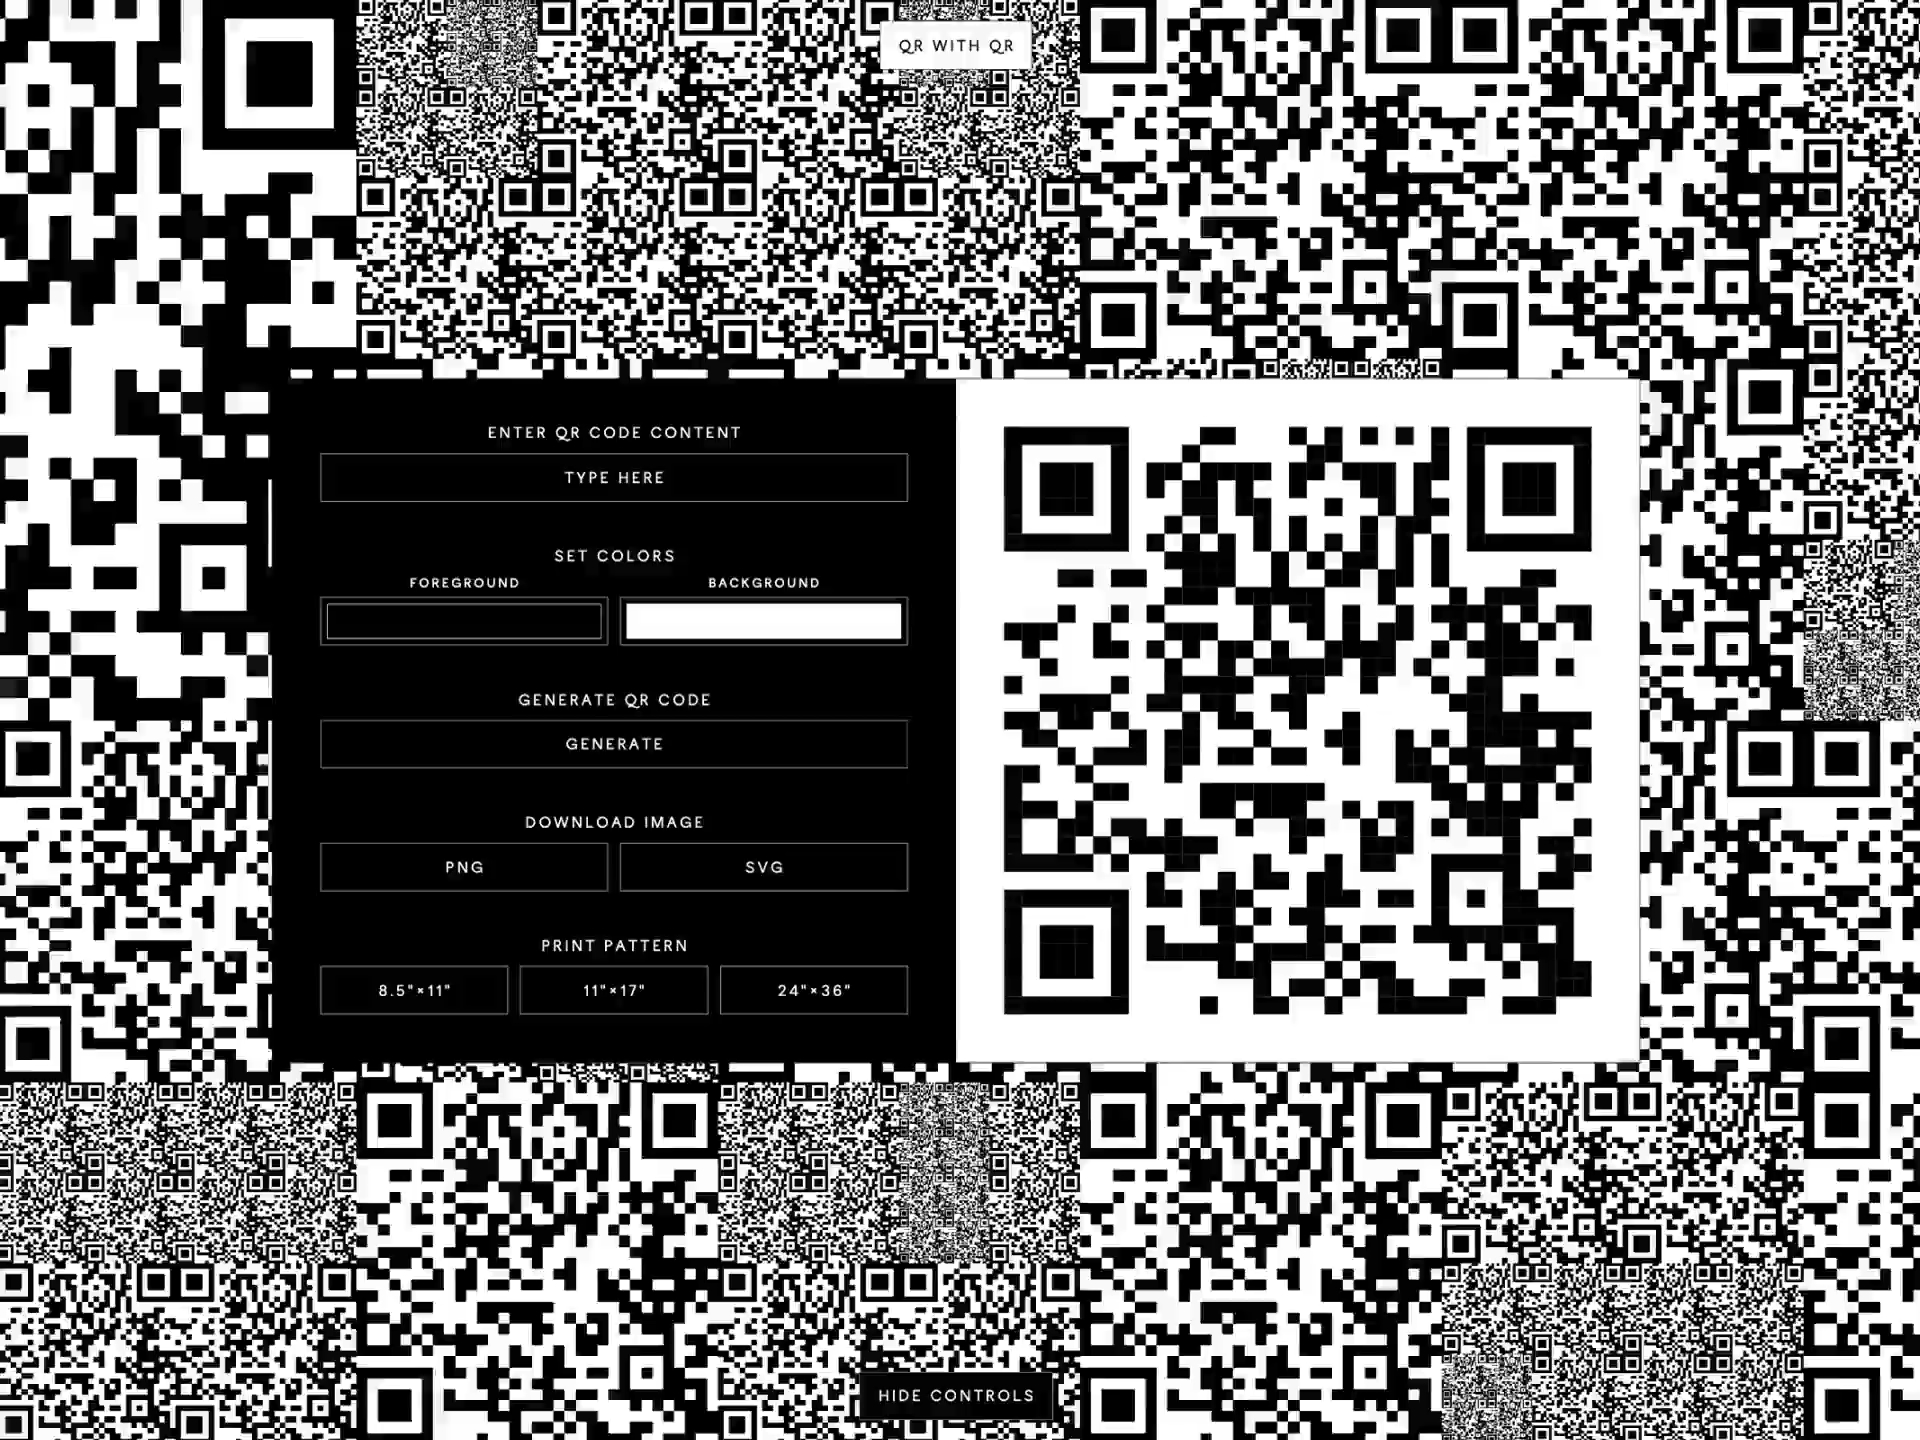 QR WITH QR
ENTER QR CODE CONTENT
TYPE HERE
SET COLORS
FOREGROUND BACKGROUND
GENERATE QR CODE
GENERATE
DOWNLOAD IMAGE
PNG SVG
PRINT PATTERN
8.5"×11" 11"×17" 24"×36"
HIDE CONTROLS